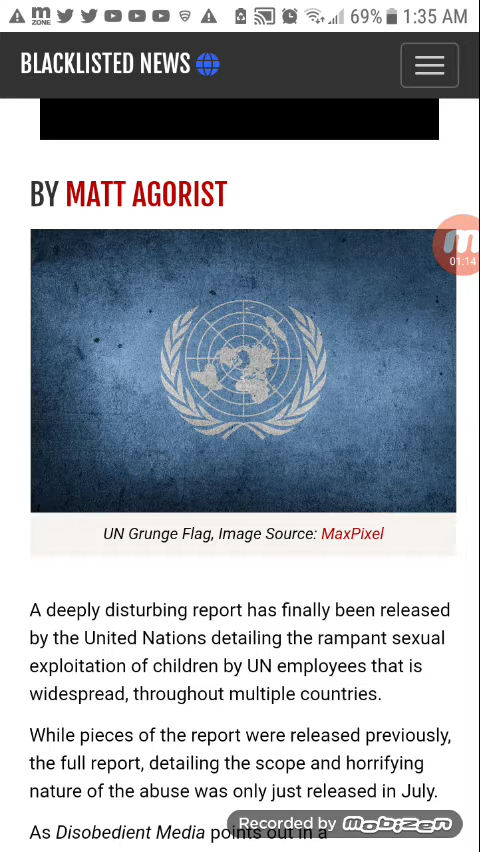 m
ZONE
69% 1:35 AM
BLACKLISTED NEWS
BY MATT AGORIST
m
01:14
UN Grunge Flag, Image Source: MaxPixel
A deeply disturbing report has finally been released
by the United Nations detailing the rampant sexual
exploitation of children by UN employees that is
widespread, throughout multiple countries.
While pieces of the report were released previously,
the full report, detailing the scope and horrifying
nature of the abuse was only just released in July.
As Disobedient Media points out in a
Recorded by mobizen